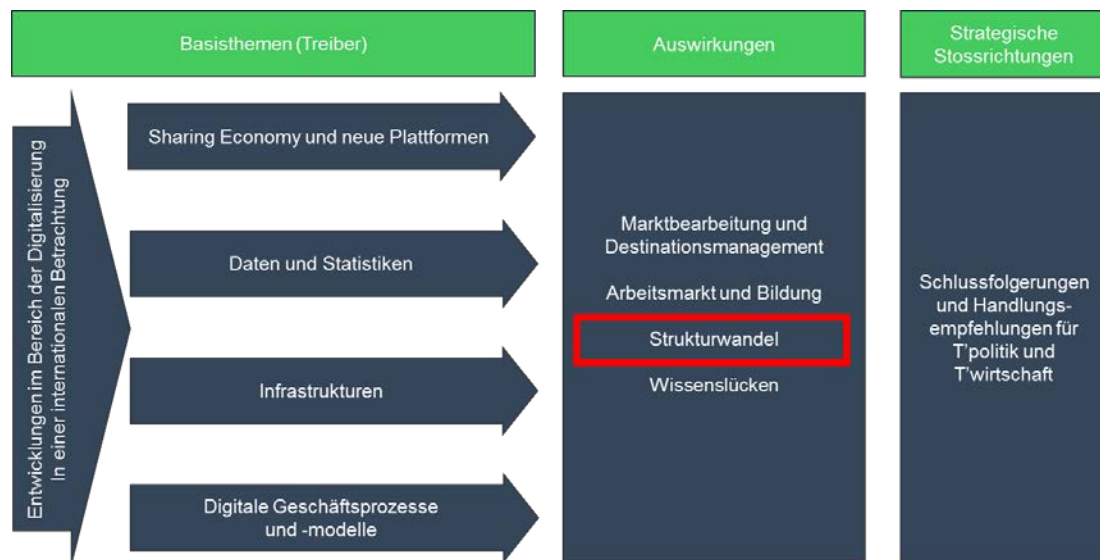 Basisthemen (Treiber)
Auswirkungen
Strategische
Stossrichtungen
Entwicklungen im Bereich der Digitalisierung
In einer internationalen Betrachtung
Sharing Economy und neue Plattformen
Daten und Statistiken
Infrastrukturen
Digitale Geschäftsprozesse
und -modelle
Marktbearbeitung und
Destinationsmanagement
Arbeitsmarkt und Bildung
Strukturwandel
Wissenslücken
Schlussfolgerungen
und Handlungs-
empfehlungen für
T'politik und
T'wirtschaft